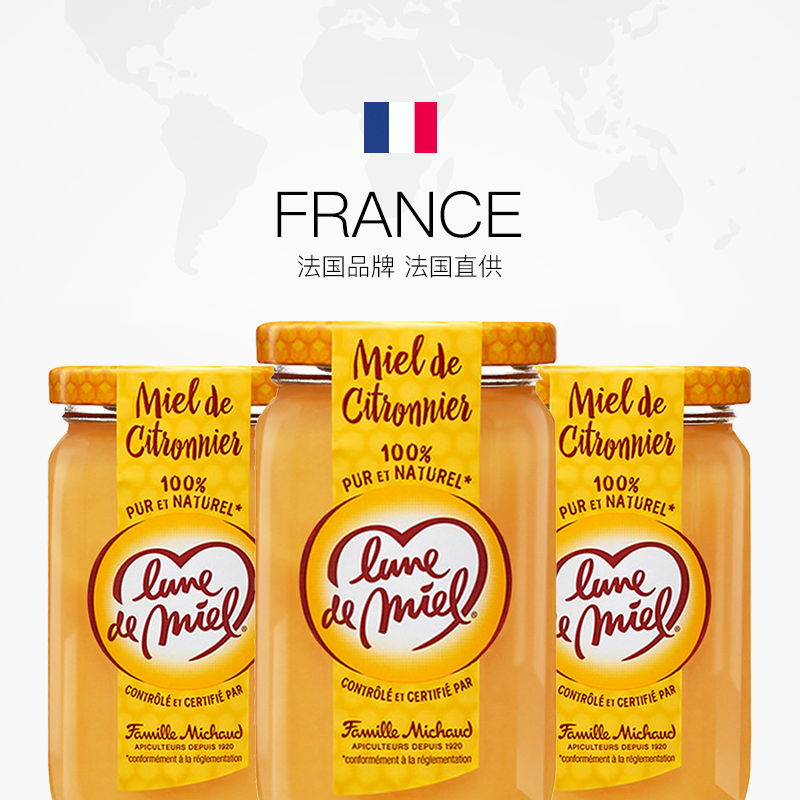 FRANCE
法国品牌 法国直供
Miel de
Citronnier
100%
PUR ET NATUREL*
lune
de miel®
CONTRÔLÉ ET CERTIFIÉ PAR
Famille Michaud
APICULTEURS DEPUIS 1920
*conformément à la réglementation
Miel de
Citronnier
100%
PUR ET NATUREL*
lune
de miel®
CONTRÔLÉ ET CERTIFIÉ PAR
Famille Michaud
APICULTEURS DEPUIS 1920
*conformément à la réglementation
Miel de
Citronnier
100%
PUR ET NATUREL*
lune
de miel®
CONTRÔLÉ ET CERTIFIÉ PAR
Famille Michaud
APICULTEURS DEPUIS 1920
*conformément à la réglementation